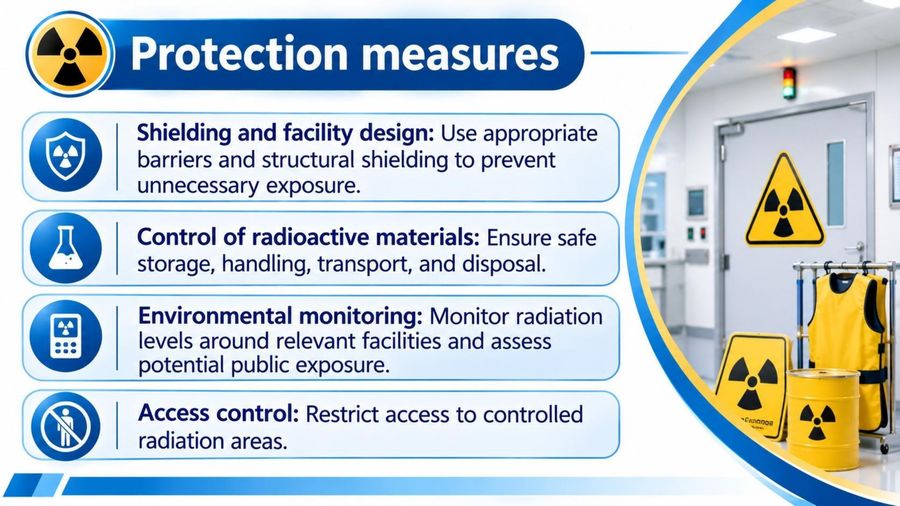 Protection measures
Shielding and facility design: Use appropriate
barriers and structural shielding to prevent
unnecessary exposure.
Control of radioactive materials: Ensure safe
storage, handling, transport, and disposal.
Environmental monitoring: Monitor radiation
levels around relevant facilities and assess
potential public exposure.
Access control: Restrict access to controlled
radiation areas.